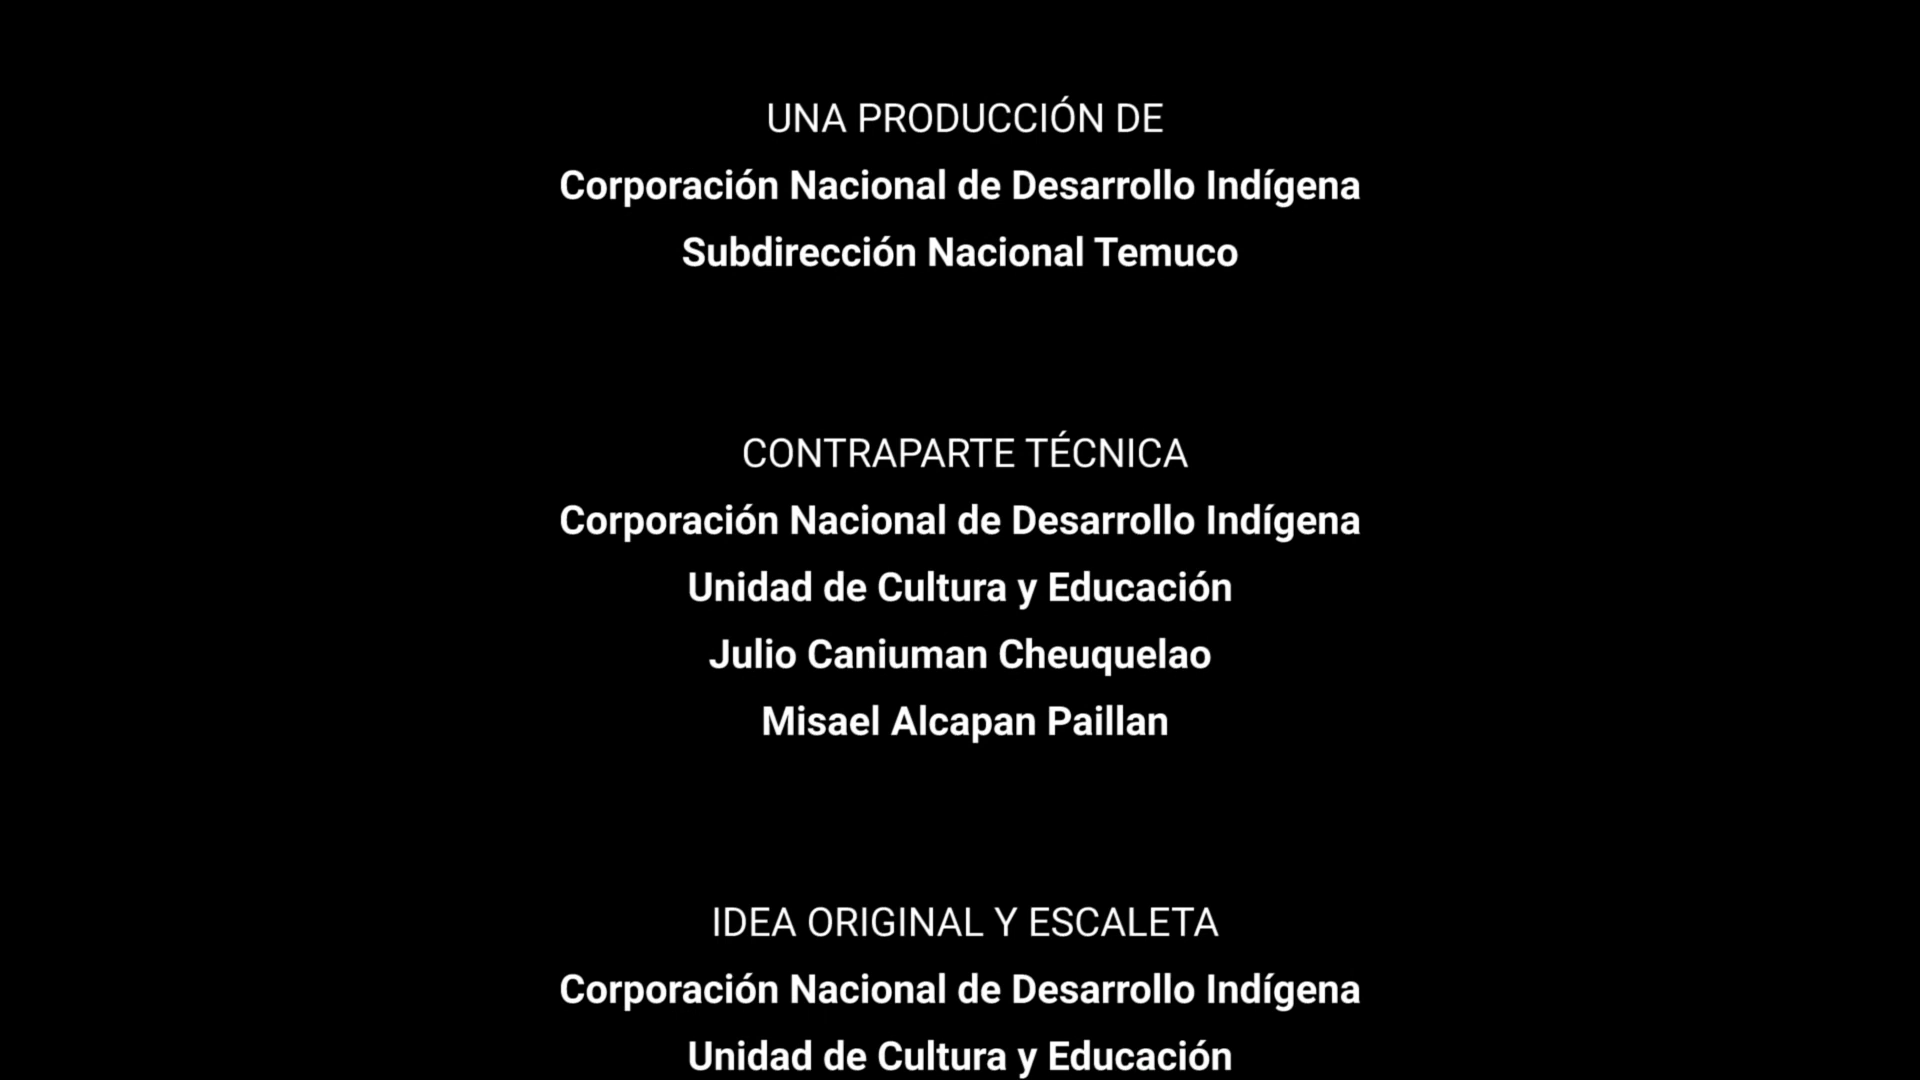 UNA PRODUCCIÓN DE
Corporación Nacional de Desarrollo Indígena
Subdirección Nacional Temuco
CONTRAPARTE TÉCNICA
Corporación Nacional de Desarrollo Indígena
Unidad de Cultura y Educación
Julio Caniuman Cheuquelao
Misael Alcapan Paillan
IDEA ORIGINAL Y ESCALETA
Corporación Nacional de Desarrollo Indígena
Unidad de Cultura y Educación